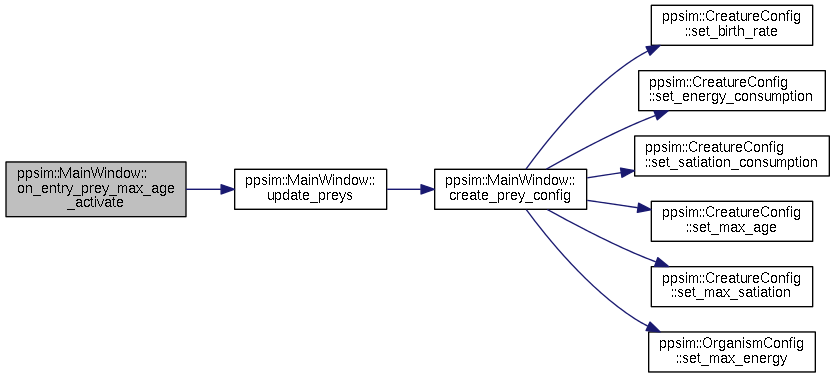 ppsim::CreatureConfig
::set_birth_rate
ppsim::CreatureConfig
::set_energy_consumption
ppsim::CreatureConfig
::set_satiation_consumption
ppsim::MainWindow::
on_entry_prey_max_age
_activate
ppsim::MainWindow::
update_preys
ppsim::MainWindow::
create_prey_config
ppsim::CreatureConfig
::set_max_age
ppsim::CreatureConfig
::set_max_satiation
ppsim::OrganismConfig
::set_max_energy